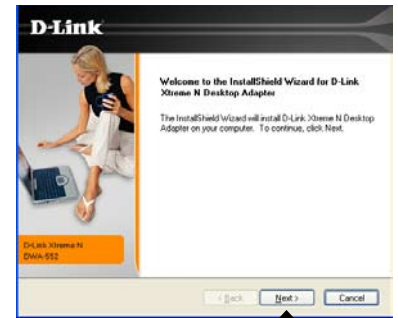 D-Link
Welcome to the InstallShield Wizard for D-Link
Xtreme N Desktop Adapter
The InstallShield Wizard will install D-Link Xtreme N Desktop
Adapter on your computer. To continue, click Next.
D-Link Xtreme N
DWA-552
< Back
Next >
Cancel